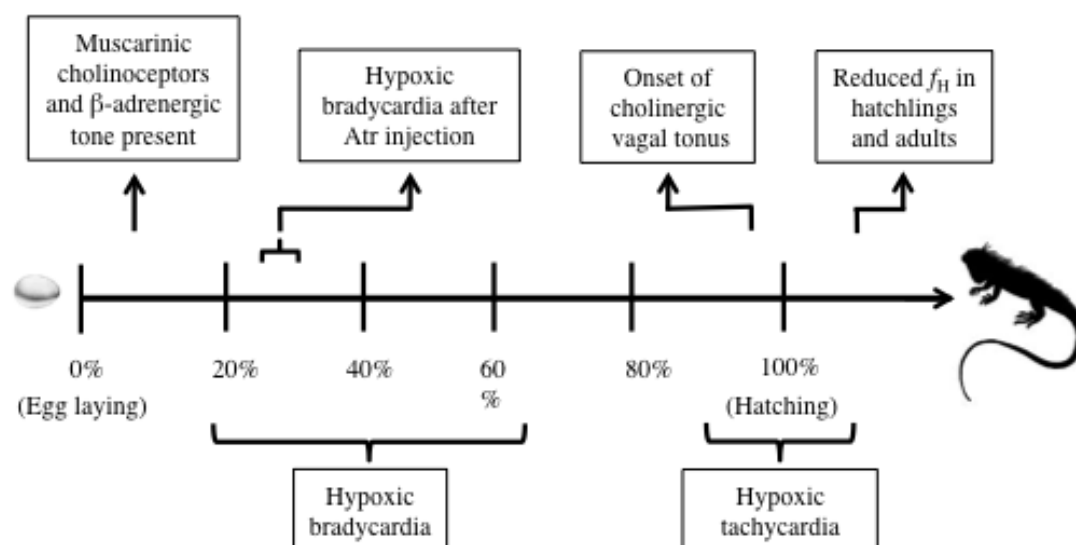 Muscarinic
cholinoceptors
and β-adrenergic
tone present
Hypoxic
bradycardia after
Atr injection
Onset of
cholinergic
vagal tonus
Reduced fH in
hatchlings
and adults
0%
20%
40%
60
%
80%
100%
(Egg laying)
(Hatching)
Hypoxic
bradycardia
Hypoxic
tachycardia